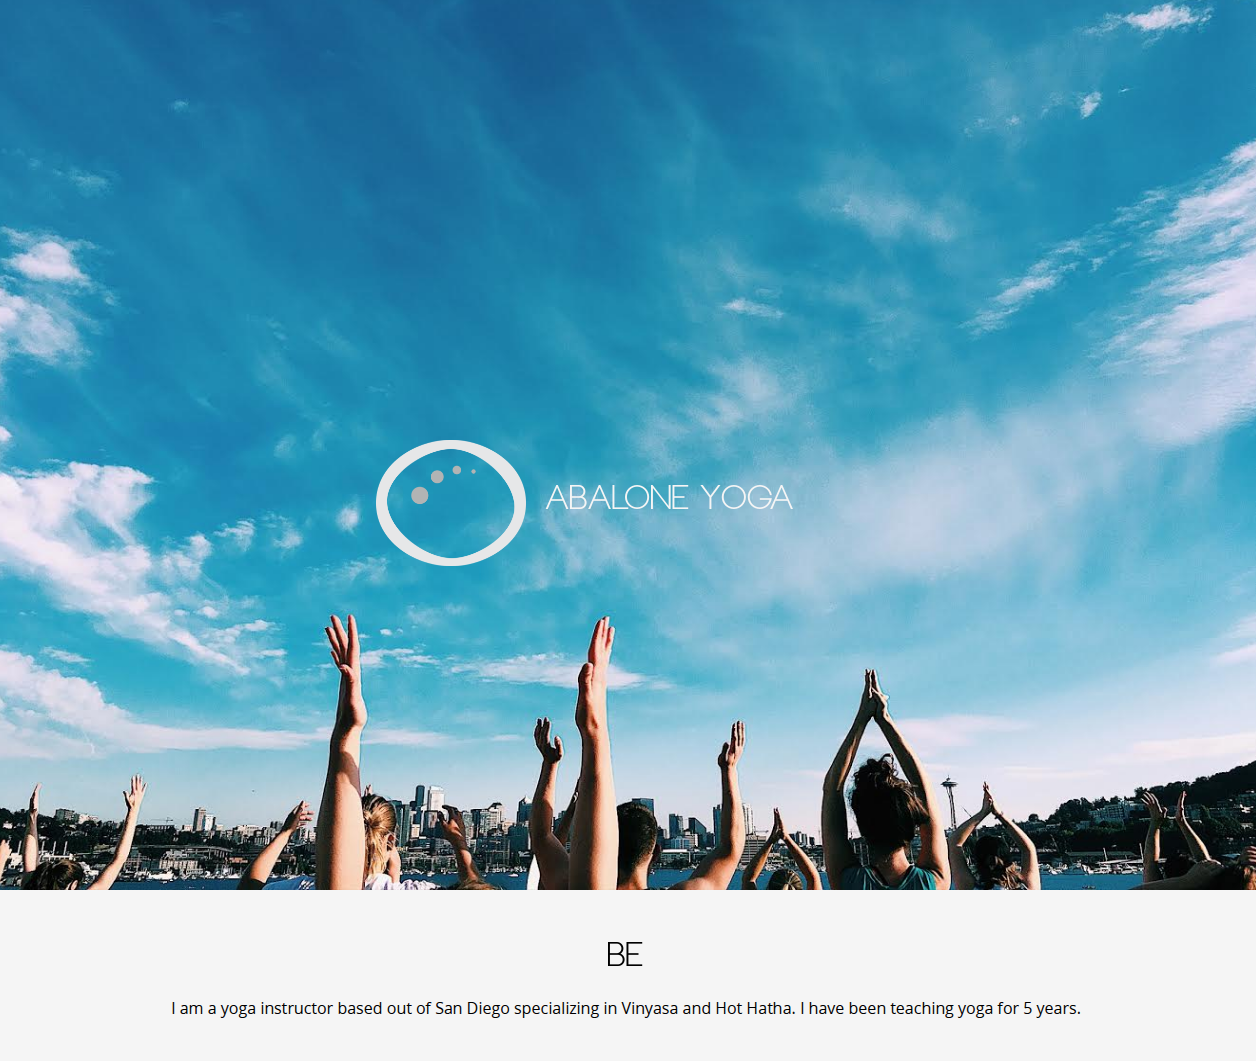 ABALONE YOGA
BE
I am a yoga instructor based out of San Diego specializing in Vinyasa and Hot Hatha. I have been teaching yoga for 5 years.